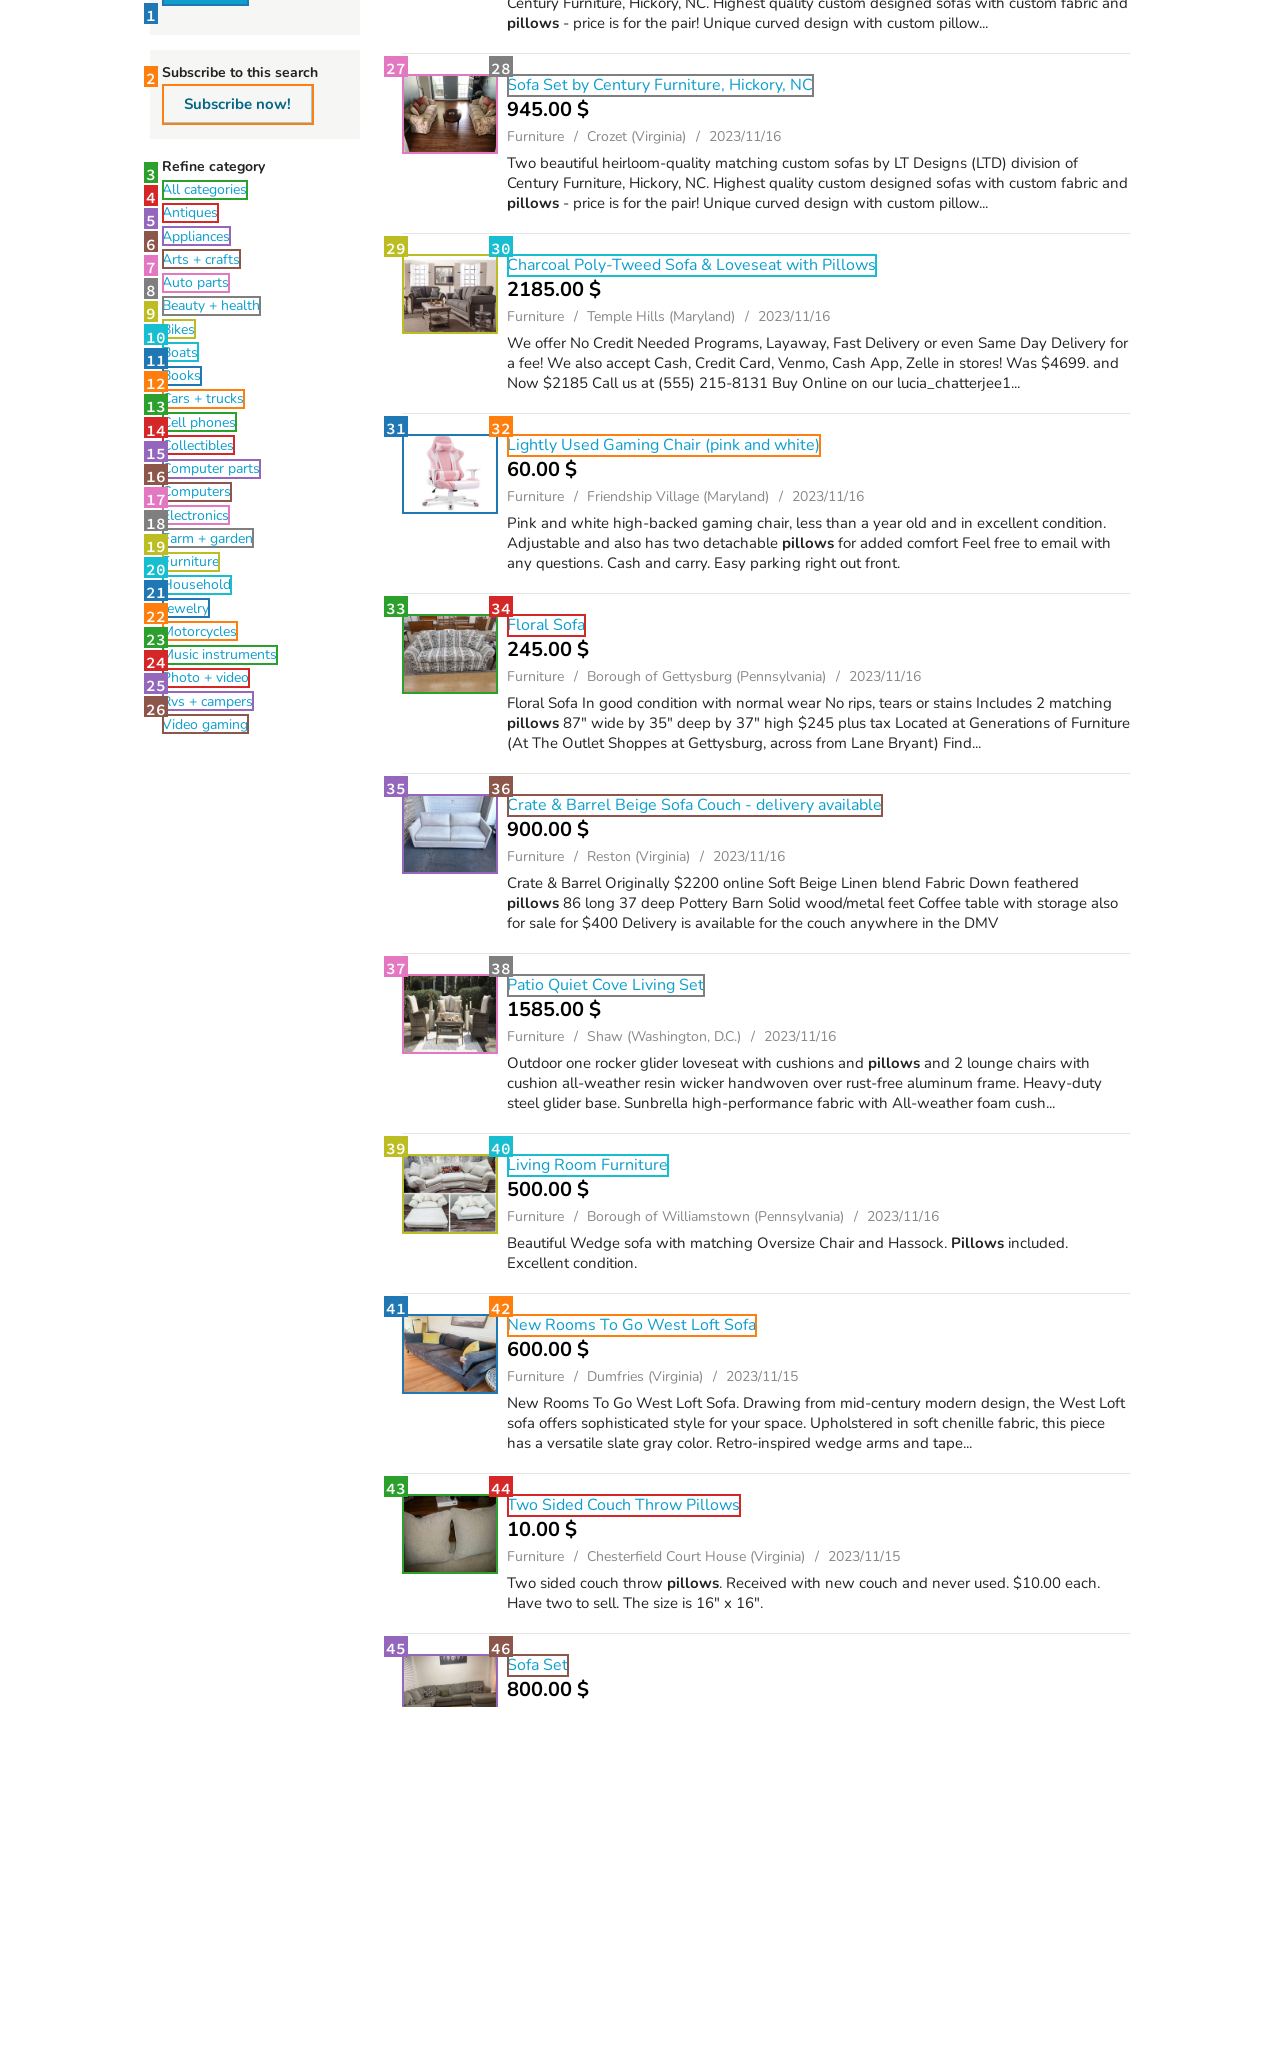 Century Furniture, Hickory, NC. Highest quality custom designed sofas with custom fabric and
pillows - price is for the pair! Unique curved design with custom pillow...
1
2
Subscribe to this search
Subscribe now!
Refine category
3
All categories
4
Antiques
5
Appliances
6
Arts + crafts
7
Auto parts
8
Beauty + health
9
Bikes
10
Boats
11
Books
12
Cars + trucks
13
Cell phones
14
Collectibles
15
Computer parts
16
Computers
17
Electronics
18
Farm + garden
19
Furniture
20
Household
21
Jewelry
22
Motorcycles
23
Music instruments
24
Photo + video
25
Rvs + campers
26
Video gaming
27
28
Sofa Set by Century Furniture, Hickory, NC
945.00 $
Furniture / Crozet (Virginia) / 2023/11/16
Two beautiful heirloom-quality matching custom sofas by LT Designs (LTD) division of
Century Furniture, Hickory, NC. Highest quality custom designed sofas with custom fabric and
pillows - price is for the pair! Unique curved design with custom pillow...
29
30
Charcoal Poly-Tweed Sofa & Loveseat with Pillows
2185.00 $
Furniture / Temple Hills (Maryland) / 2023/11/16
We offer No Credit Needed Programs, Layaway, Fast Delivery or even Same Day Delivery for
a fee! We also accept Cash, Credit Card, Venmo, Cash App, Zelle in stores! Was $4699. and
Now $2185 Call us at (555) 215-8131 Buy Online on our lucia_chatterjee1...
31
32
Lightly Used Gaming Chair (pink and white)
60.00 $
Furniture / Friendship Village (Maryland) / 2023/11/16
Pink and white high-backed gaming chair, less than a year old and in excellent condition.
Adjustable and also has two detachable pillows for added comfort Feel free to email with
any questions. Cash and carry. Easy parking right out front.
33
34
Floral Sofa
245.00 $
Furniture / Borough of Gettysburg (Pennsylvania) / 2023/11/16
Floral Sofa In good condition with normal wear No rips, tears or stains Includes 2 matching
pillows 87" wide by 35" deep by 37" high $245 plus tax Located at Generations of Furniture
(At The Outlet Shoppes at Gettysburg, across from Lane Bryant) Find...
35
36
Crate & Barrel Beige Sofa Couch - delivery available
900.00 $
Furniture / Reston (Virginia) / 2023/11/16
Crate & Barrel Originally $2200 online Soft Beige Linen blend Fabric Down feathered
pillows 86 long 37 deep Pottery Barn Solid wood/metal feet Coffee table with storage also
for sale for $400 Delivery is available for the couch anywhere in the DMV
37
38
Patio Quiet Cove Living Set
1585.00 $
Furniture / Shaw (Washington, D.C.) / 2023/11/16
Outdoor one rocker glider loveseat with cushions and pillows and 2 lounge chairs with
cushion all-weather resin wicker handwoven over rust-free aluminum frame. Heavy-duty
steel glider base. Sunbrella high-performance fabric with All-weather foam cush...
39
40
Living Room Furniture
500.00 $
Furniture / Borough of Williamstown (Pennsylvania) / 2023/11/16
Beautiful Wedge sofa with matching Oversize Chair and Hassock. Pillows included.
Excellent condition.
41
42
New Rooms To Go West Loft Sofa
600.00 $
Furniture / Dumfries (Virginia) / 2023/11/15
New Rooms To Go West Loft Sofa. Drawing from mid-century modern design, the West Loft
sofa offers sophisticated style for your space. Upholstered in soft chenille fabric, this piece
has a versatile slate gray color. Retro-inspired wedge arms and tape...
43
44
Two Sided Couch Throw Pillows
10.00 $
Furniture / Chesterfield Court House (Virginia) / 2023/11/15
Two sided couch throw pillows. Received with new couch and never used. $10.00 each.
Have two to sell. The size is 16" x 16".
45
46
Sofa Set
800.00 $